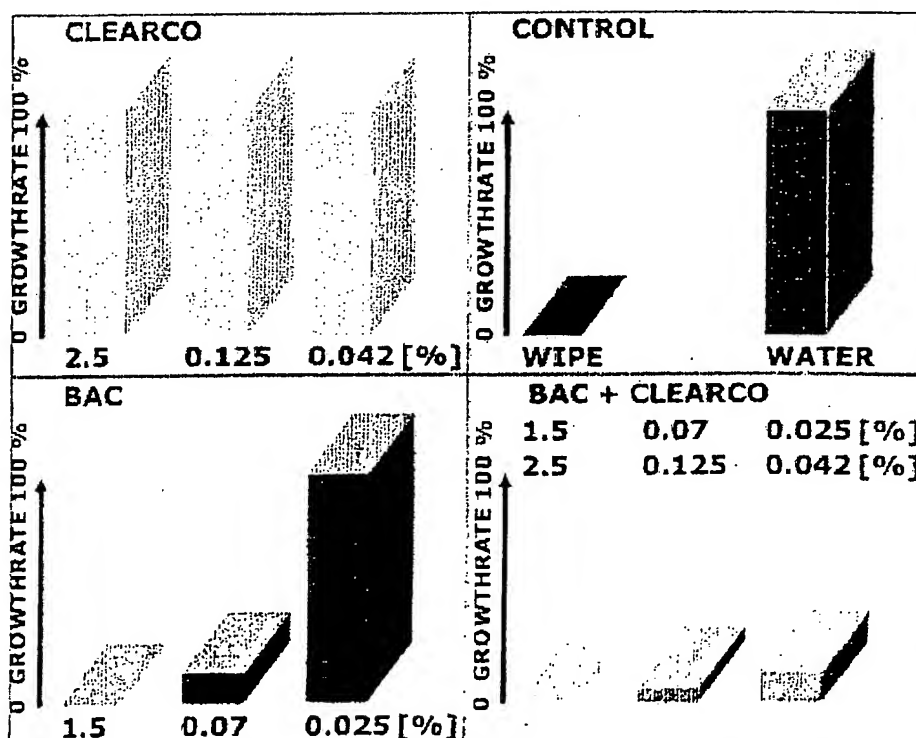 CLEARCO
0 GROWTHRATE 100 %
2.5 0.125 0.042 [%]
CONTROL
0 GROWTHRATE 100 %
WIPE WATER
BAC
0 GROWTHRATE 100 %
1.5 0.07 0.025 [%]
BAC + CLEARCO
1.5 0.07 0.025 [%]
2.5 0.125 0.042 [%]
0 GROWTHRATE 100 %